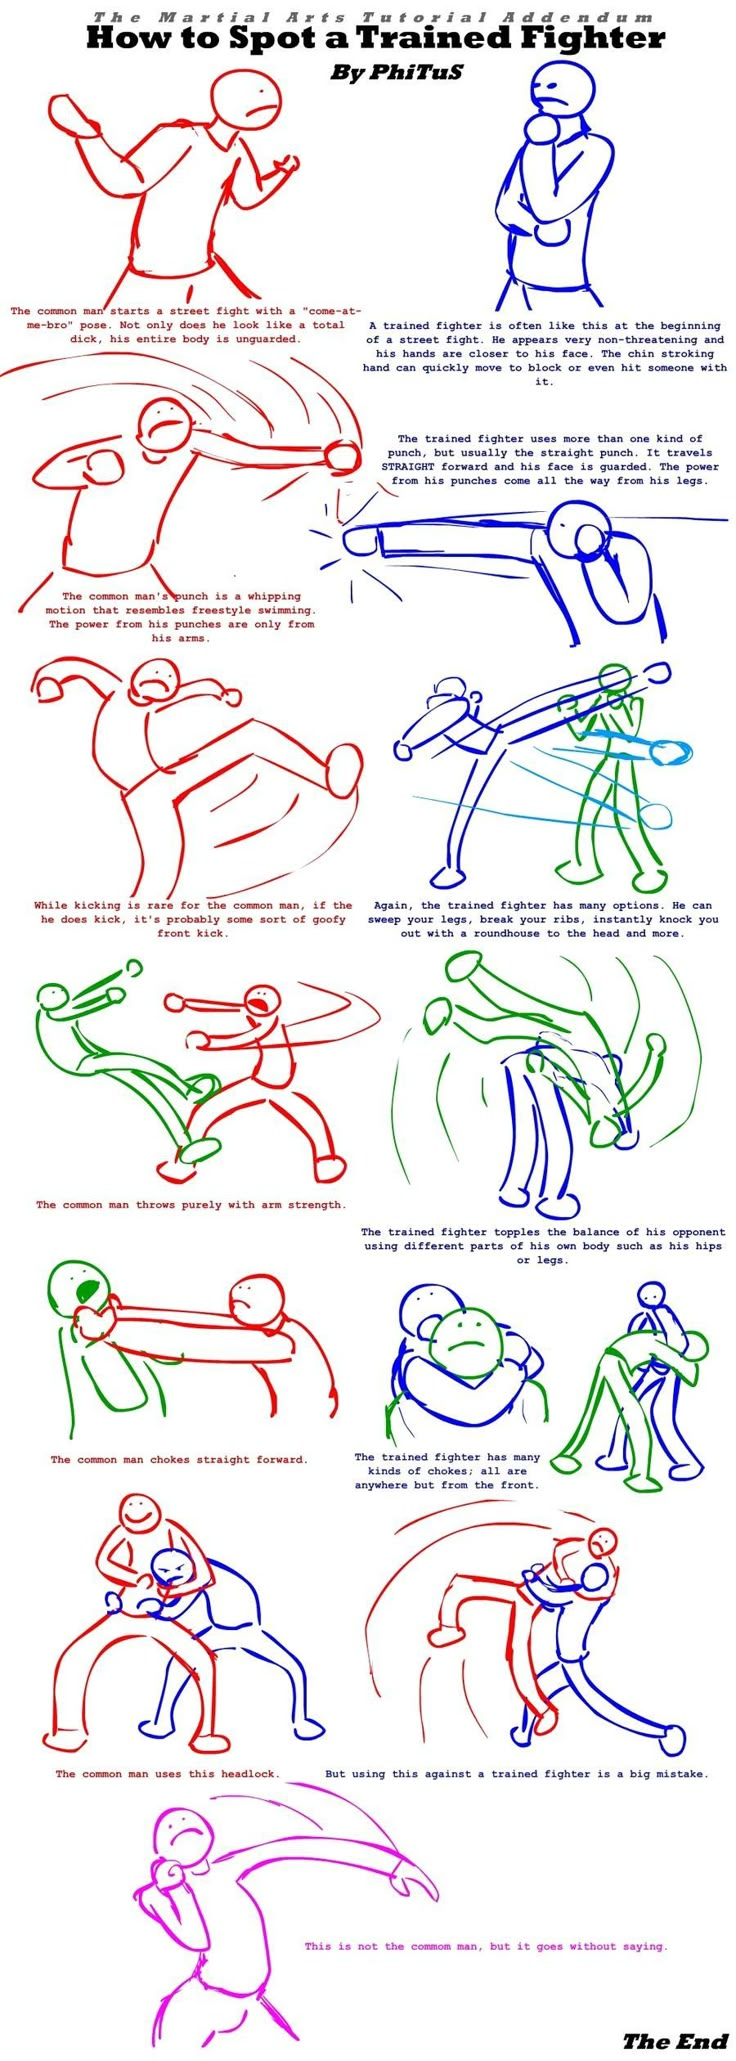 The Martial Arts Tutorial Addendum
How to Spot a Trained Fighter
By PhiTuS
The common man starts a street fight with a "come-at-
me-bro" pose. Not only does he look like a total
dick, his entire body is unguarded.
A trained fighter is often like this at the beginning
of a street fight. He appears very non-threatening and
his hands are closer to his face. The chin stroking
hand can quickly move to block or even hit someone with
it.
The trained fighter uses more than one kind of
punch, but usually the straight punch. It travels
STRAIGHT forward and his face is guarded. The power
from his punches come all the way from his legs.
The common man's punch is a whipping
motion that resembles freestyle swimming.
The power from his punches are only from
his arms.
While kicking is rare for the common man, if the
he does kick, it's probably some sort of goofy
front kick.
Again, the trained fighter has many options. He can
sweep your legs, break your ribs, instantly knock you
out with a roundhouse to the head and more.
The common man throws purely with arm strength.
The trained fighter topples the balance of his opponent
using different parts of his own body such as his hips
or legs.
The common man chokes straight forward.
The trained fighter has many
kinds of chokes; all are
anywhere but from the front.
The common man uses this headlock.
But using this against a trained fighter is a big mistake.
This is not the commom man, but it goes without saying.
The End